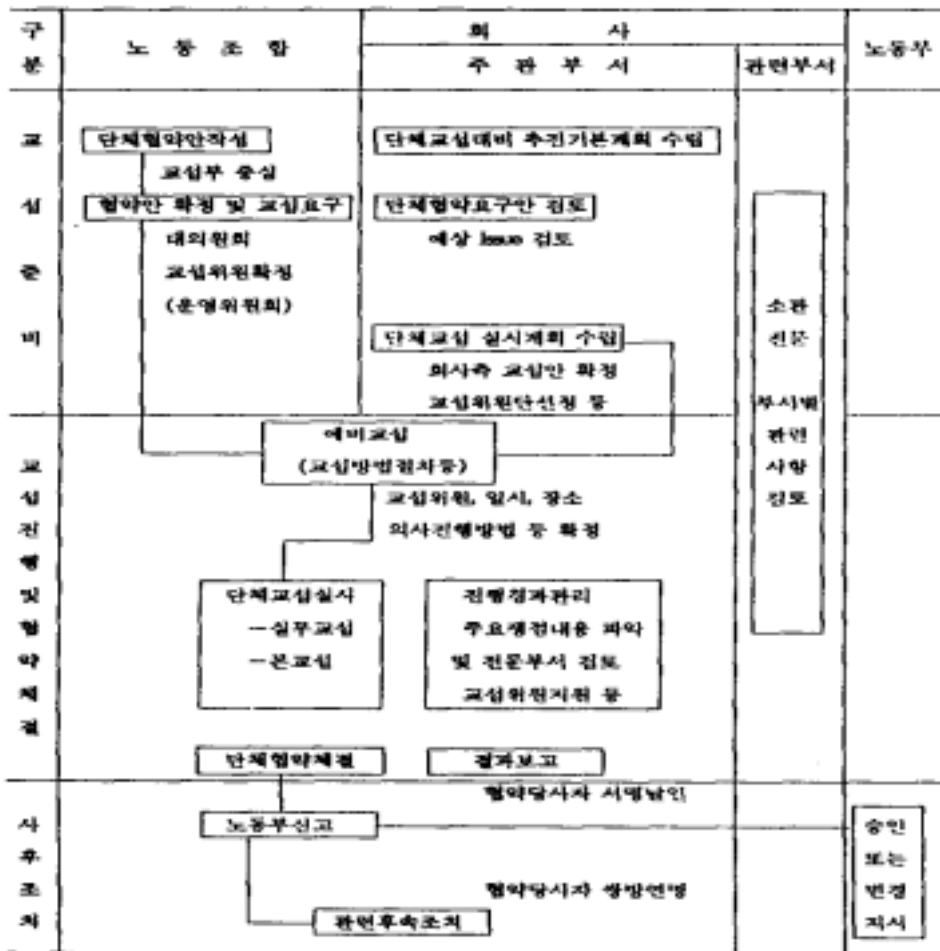 구분
노동조합
회사
주관부서
관련부서
노동부
교섭준비
단체협약안작성
교섭부 중심
협약안 확정 및 교섭요구
대의원회
교섭위원확정
(운영위원회)
단체교섭대비 추진기본계획 수립
단체협약요구안 검토
예상 Issue 검토
단체교섭 실시계획 수립
회사측 교섭안 확정
교섭위원단선정 등
소관
전문
부서별
관련
사항
검토
교섭진행및협약체결
예비교섭
(교섭방법절차등)
교섭위원, 일시, 장소
의사진행방법 등 확정
단체교섭실시
—실무교섭
—본교섭
진행경과관리
주요쟁점내용 파악
및 전문부서 검토
교섭위원지원 등
단체협약체결
결과보고
협약당사자 서명날인
사후조치
노동부신고
협약당사자 쌍방연명
관련후속조치
승인
또는
변경
지시